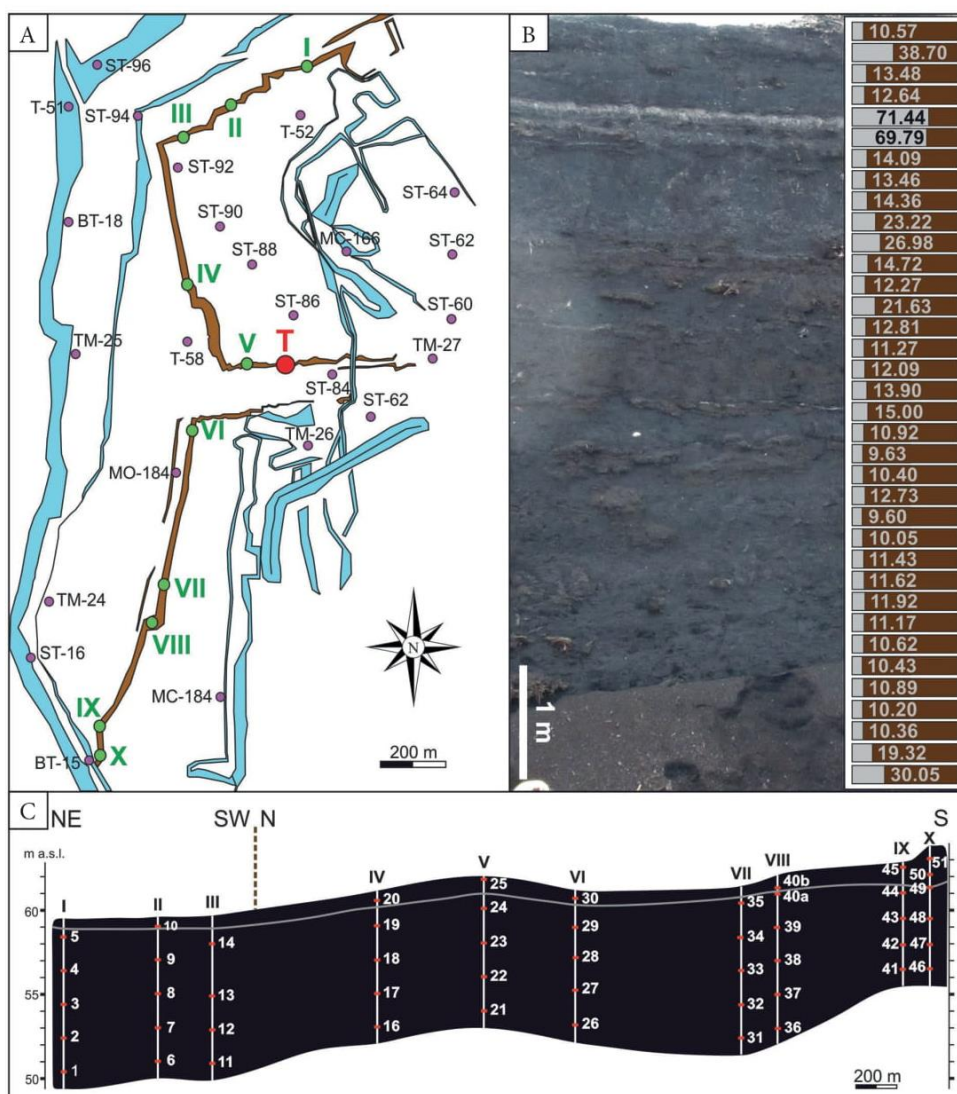 A
I
ST-96
T-51
ST-94
III
II
T-52
ST-92
ST-64
BT-18
ST-90
MC-166
ST-62
ST-88
IV
ST-86
ST-60
TM-25
T-58
V
T
TM-27
ST-84
ST-62
VI
TM-26
MO-184
VII
TM-24
VIII
N
ST-16
MC-184
IX
X
BT-15
200 m
B
1 m
10.57
38.70
13.48
12.64
71.44
69.79
14.09
13.46
14.36
23.22
26.98
14.72
12.27
21.63
12.81
11.27
12.09
13.90
15.00
10.92
9.63
10.40
12.73
9.60
10.05
11.43
11.62
11.92
11.17
10.62
10.43
10.89
10.20
10.36
19.32
30.05
C
NE SW N S
m a.s.l.
60
55
50
I II III IV V VI VII VIII IX X
5
4
3
2
1
10
9
8
7
6
14
13
12
11
20
19
18
17
16
25
24
23
22
21
30
29
28
27
26
35
34
33
32
31
40b
40a
39
38
37
36
45
44
43
42
41
51
50
49
48
47
46
200 m